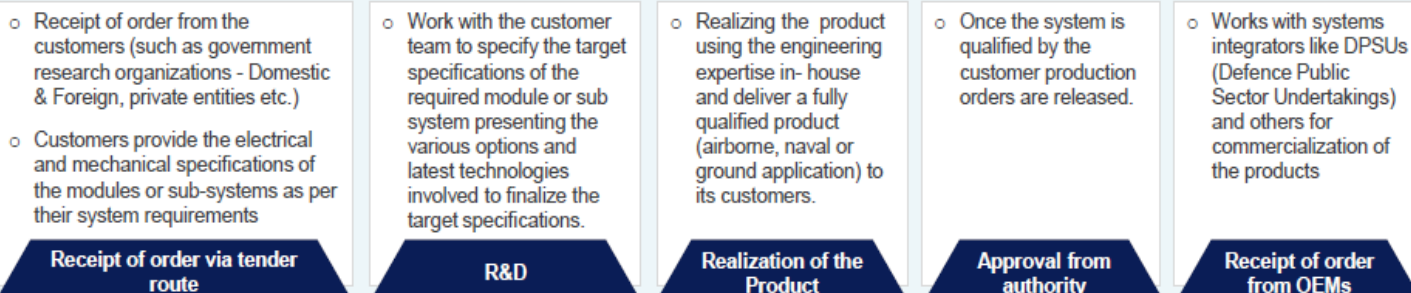 ○ Receipt of order from the
customers (such as government
research organizations - Domestic
& Foreign, private entities etc.)
○ Customers provide the electrical
and mechanical specifications of
the modules or sub-systems as per
their system requirements
Receipt of order via tender
route
○ Work with the customer
team to specify the target
specifications of the
required module or sub
system presenting the
various options and
latest technologies
involved to finalize the
target specifications.
R&D
○ Realizing the product
using the engineering
expertise in- house
and deliver a fully
qualified product
(airborne, naval or
ground application) to
its customers.
Realization of the
Product
○ Once the system is
qualified by the
customer production
orders are released.
Approval from
authority
○ Works with systems
integrators like DPSUs
(Defence Public
Sector Undertakings)
and others for
commercialization of
the products
Receipt of order
from OEMs